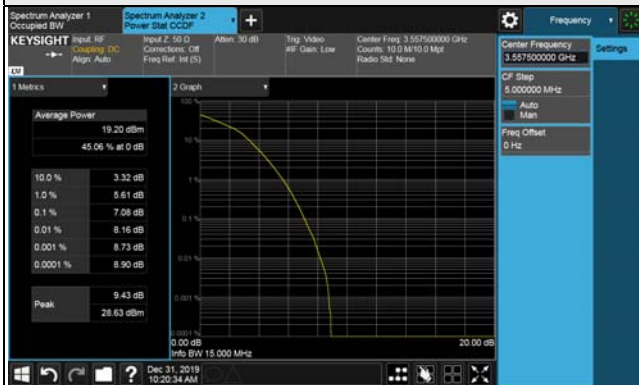 Spectrum Analyzer 1
Occupied BW
Spectrum Analyzer 2
Power Stat CCDF
+
Frequency
KEYSIGHT
Input: RF
Coupling: DC
Align: Auto
Input Z: 50 Ω
Corrections: Off
Freq Ref: Int (S)
Atten: 30 dB
Trig: Video
#IF Gain: Low
Center Freq: 3.557500000 GHz
Counts: 10.0 M/10.0 Mpt
Radio Std: None
Center Frequency
3.557500000 GHz
Settings
CF Step
5.000000 MHz
Auto
Man
Freq Offset
0 Hz
1 Metrics
2 Graph
Average Power
19.20 dBm
45.06 % at 0 dB
10.0 % 3.32 dB
1.0 % 5.61 dB
0.1 % 7.08 dB
0.01 % 8.16 dB
0.001 % 8.73 dB
0.0001 % 8.90 dB
Peak
9.43 dB
28.63 dBm
100 %
10 %
1 %
0.1 %
0.01 %
0.001 %
0.0001 %
0.00 dB
20.00 dB
Info BW 15.000 MHz
?
Dec 31, 2019
10:20:34 AM